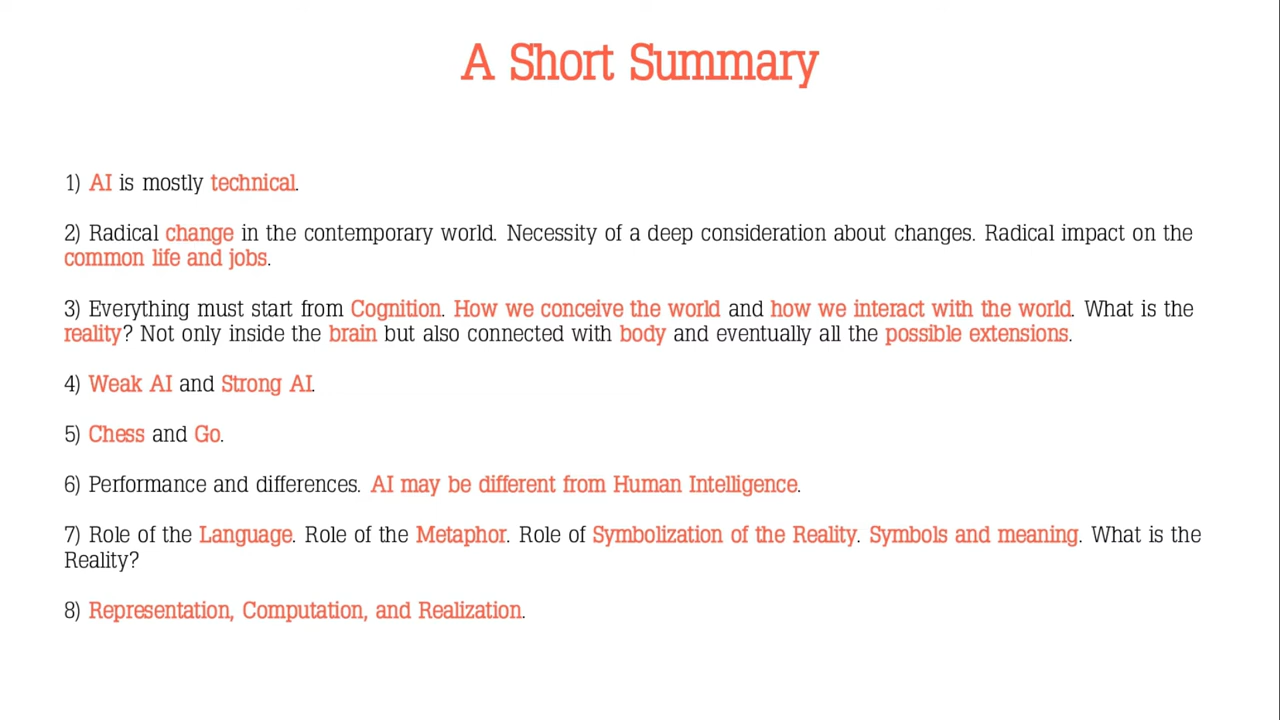 A Short Summary
1) AI is mostly technical.
2) Radical change in the contemporary world. Necessity of a deep consideration about changes. Radical impact on the
common life and jobs.
3) Everything must start from Cognition. How we conceive the world and how we interact with the world. What is the
reality? Not only inside the brain but also connected with body and eventually all the possible extensions.
4) Weak AI and Strong AI.
5) Chess and Go.
6) Performance and differences. AI may be different from Human Intelligence.
7) Role of the Language. Role of the Metaphor. Role of Symbolization of the Reality. Symbols and meaning. What is the
Reality?
8) Representation, Computation, and Realization.